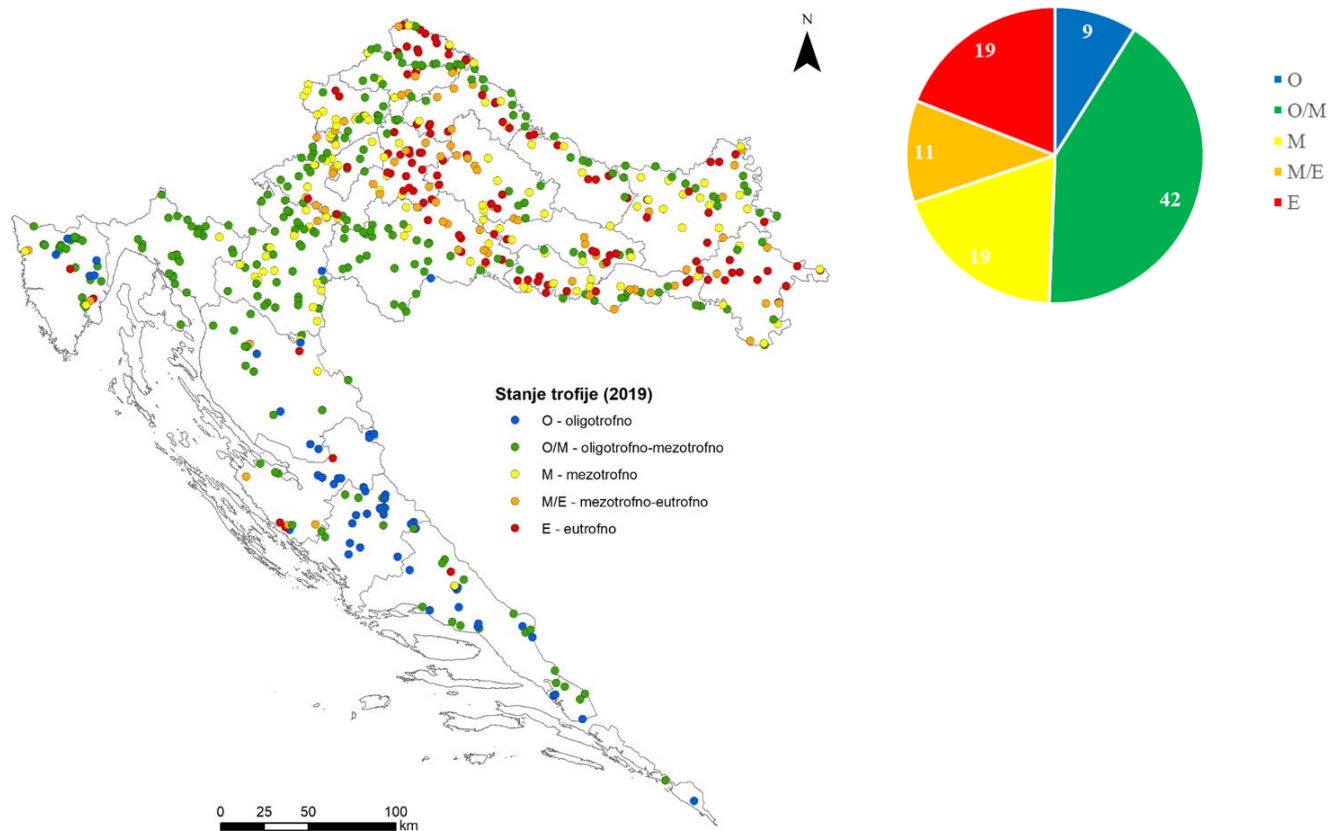 N
9
42
19
11
19
O
O/M
M
M/E
E
Stanje trofije (2019)
O - oligotrofno
O/M - oligotrofno-mezotrofno
M - mezotrofno
M/E - mezotrofno-eutrofno
E - eutrofno
0 25 50 100
km